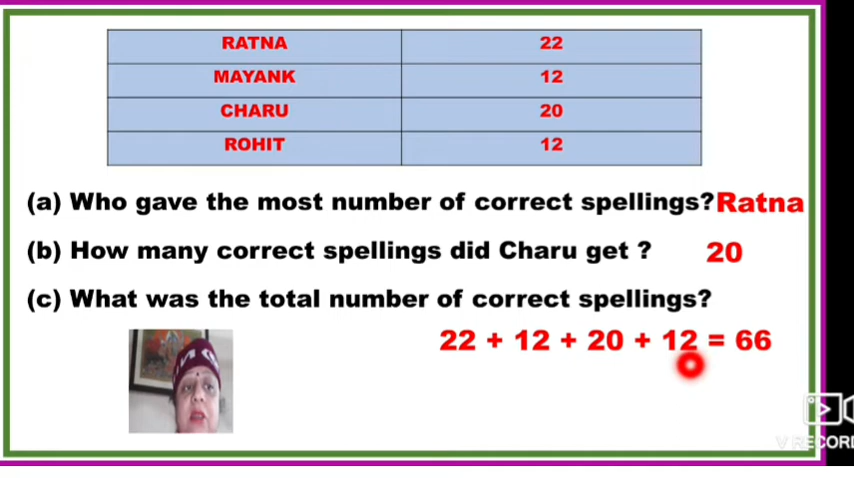 RATNA 22
MAYANK 12
CHARU 20
ROHIT 12
(a) Who gave the most number of correct spellings? Ratna
(b) How many correct spellings did Charu get ? 20
(c) What was the total number of correct spellings?
22 + 12 + 20 + 12 = 66
V RECORD